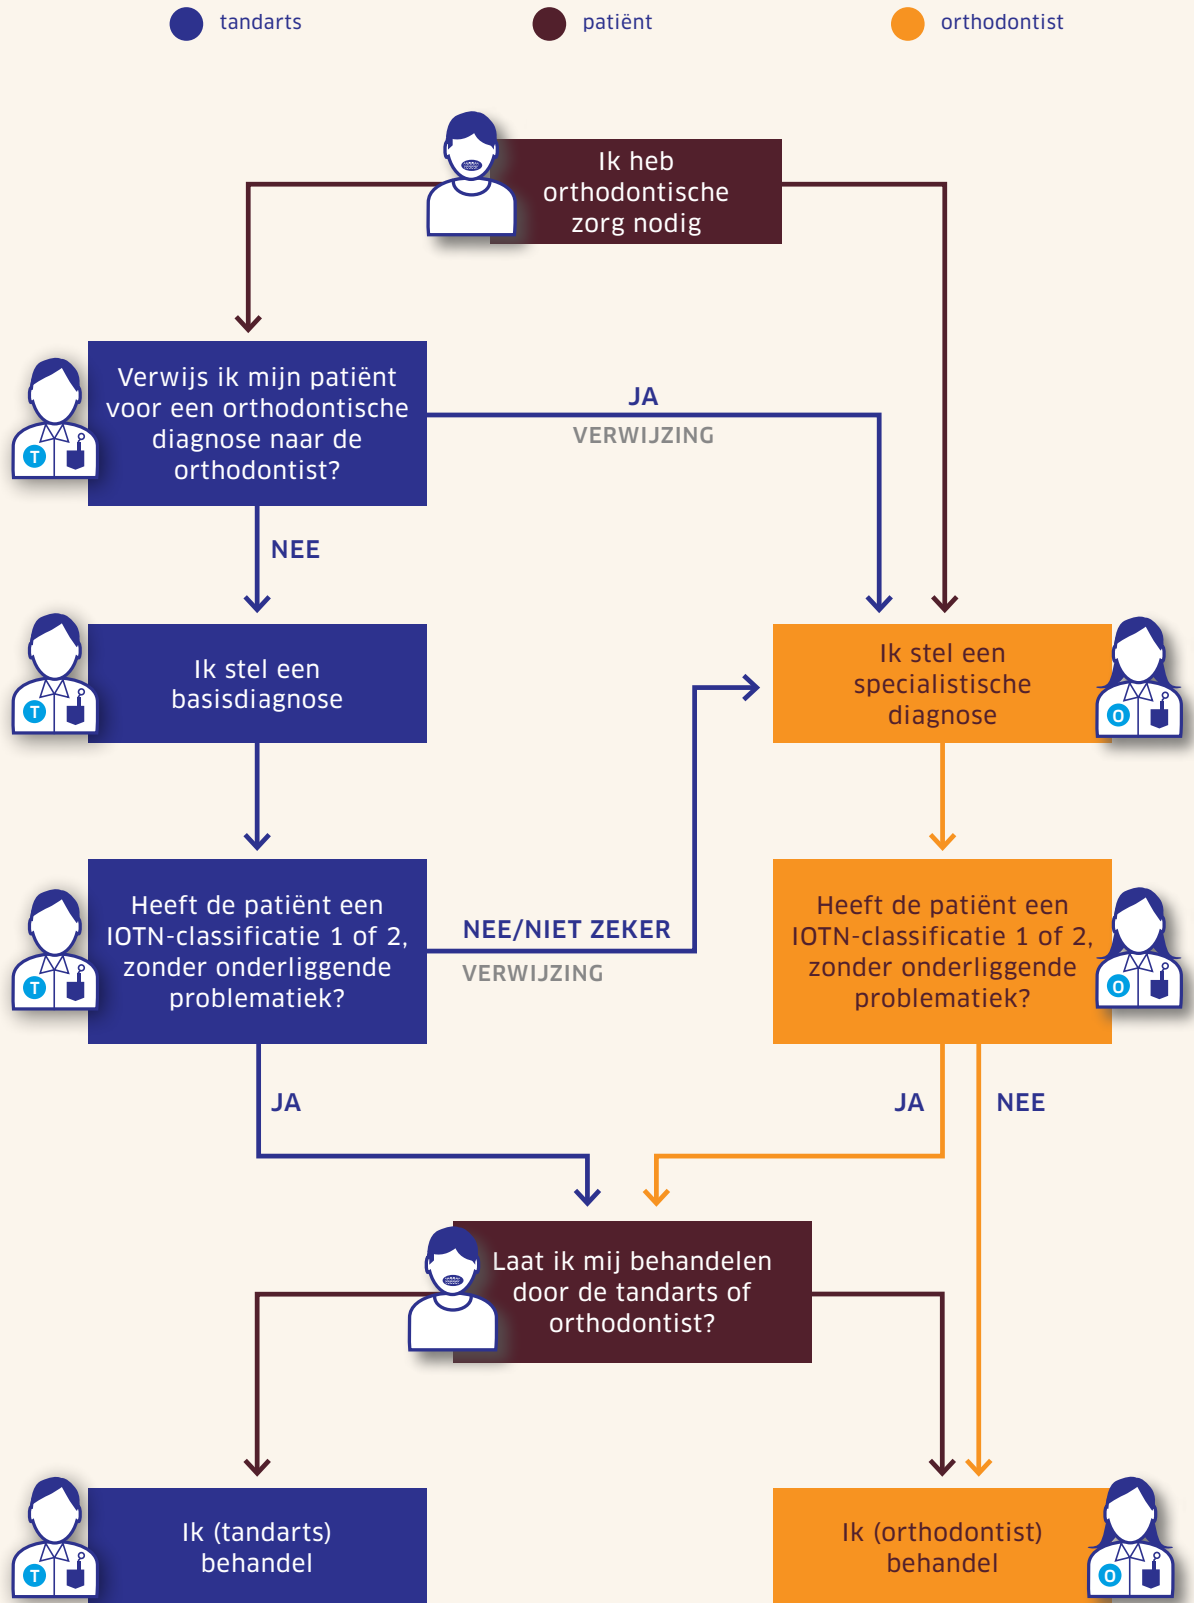 tandarts
patiënt
orthodontist
Ik heb
orthodontische
zorg nodig
Verwijs ik mijn patiënt
voor een orthodontische
diagnose naar de
orthodontist?
T
JA
VERWIJZING
NEE
Ik stel een
basisdiagnose
T
Ik stel een
specialistische
diagnose
O
Heeft de patiënt een
IOTN-classificatie 1 of 2,
zonder onderliggende
problematiek?
T
NEE/NIET ZEKER
VERWIJZING
Heeft de patiënt een
IOTN-classificatie 1 of 2,
zonder onderliggende
problematiek?
O
JA
JA
NEE
Laat ik mij behandelen
door de tandarts of
orthodontist?
Ik (tandarts)
behandel
T
Ik (orthodontist)
behandel
O